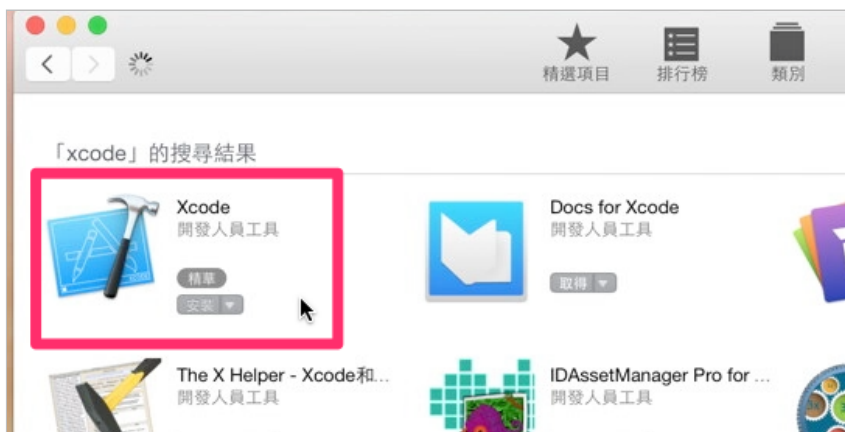 精選項目
排行榜
類別
「xcode」的搜尋結果
Xcode
開發人員工具
精華
安裝
Docs for Xcode
開發人員工具
取得
The X Helper - Xcode和...
開發人員工具
IDAssetManager Pro for ...
開發人員工具